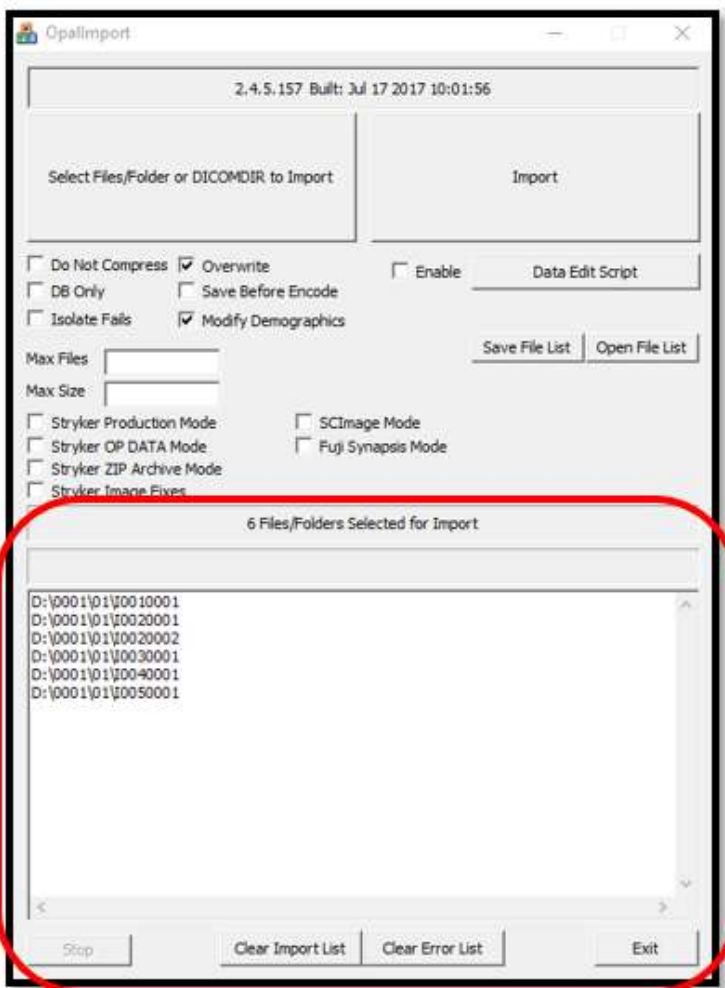 OpalImport
2.4.5.157 Built: Jul 17 2017 10:01:56
Select Files/Folder or DICOMDIR to Import
Import
Do Not Compress Overwrite
Enable Data Edit Script
DB Only Save Before Encode
Isolate Fails Modify Demographics
Save File List Open File List
Max Files
Max Size
Stryker Production Mode SCImage Mode
Stryker OP DATA Mode Fuji Synapsis Mode
Stryker ZIP Archive Mode
Stryker Image Fixes
6 Files/Folders Selected for Import
D:\0001\01\I0010001
D:\0001\01\I0020001
D:\0001\01\I0020002
D:\0001\01\I0030001
D:\0001\01\I0040001
D:\0001\01\I0050001
Stop Clear Import List Clear Error List Exit